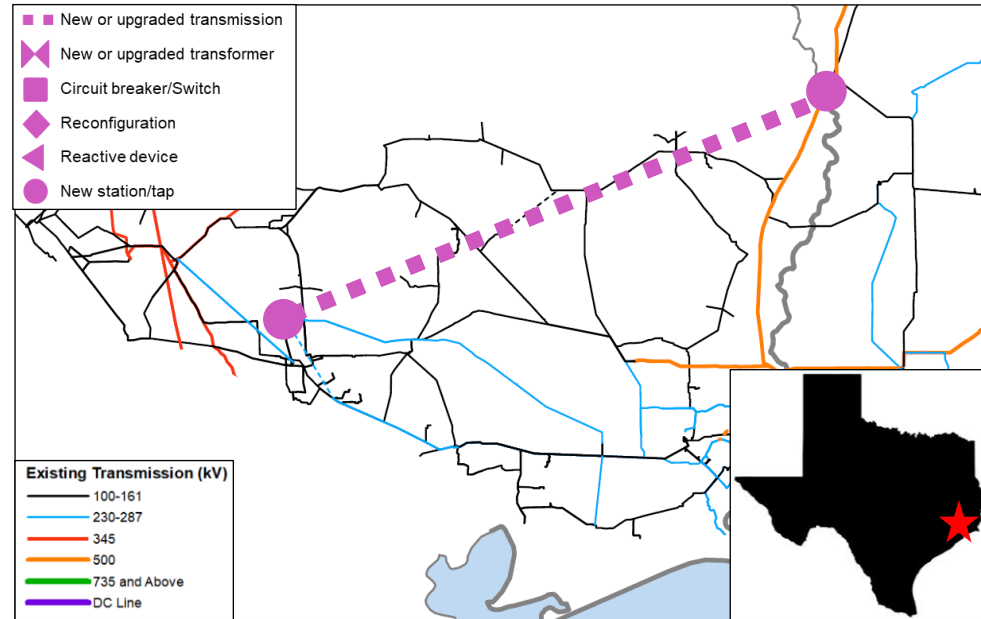 New or upgraded transmission
New or upgraded transformer
Circuit breaker/Switch
Reconfiguration
Reactive device
New station/tap
Existing Transmission (kV)
100-161
230-287
345
500
735 and Above
DC Line